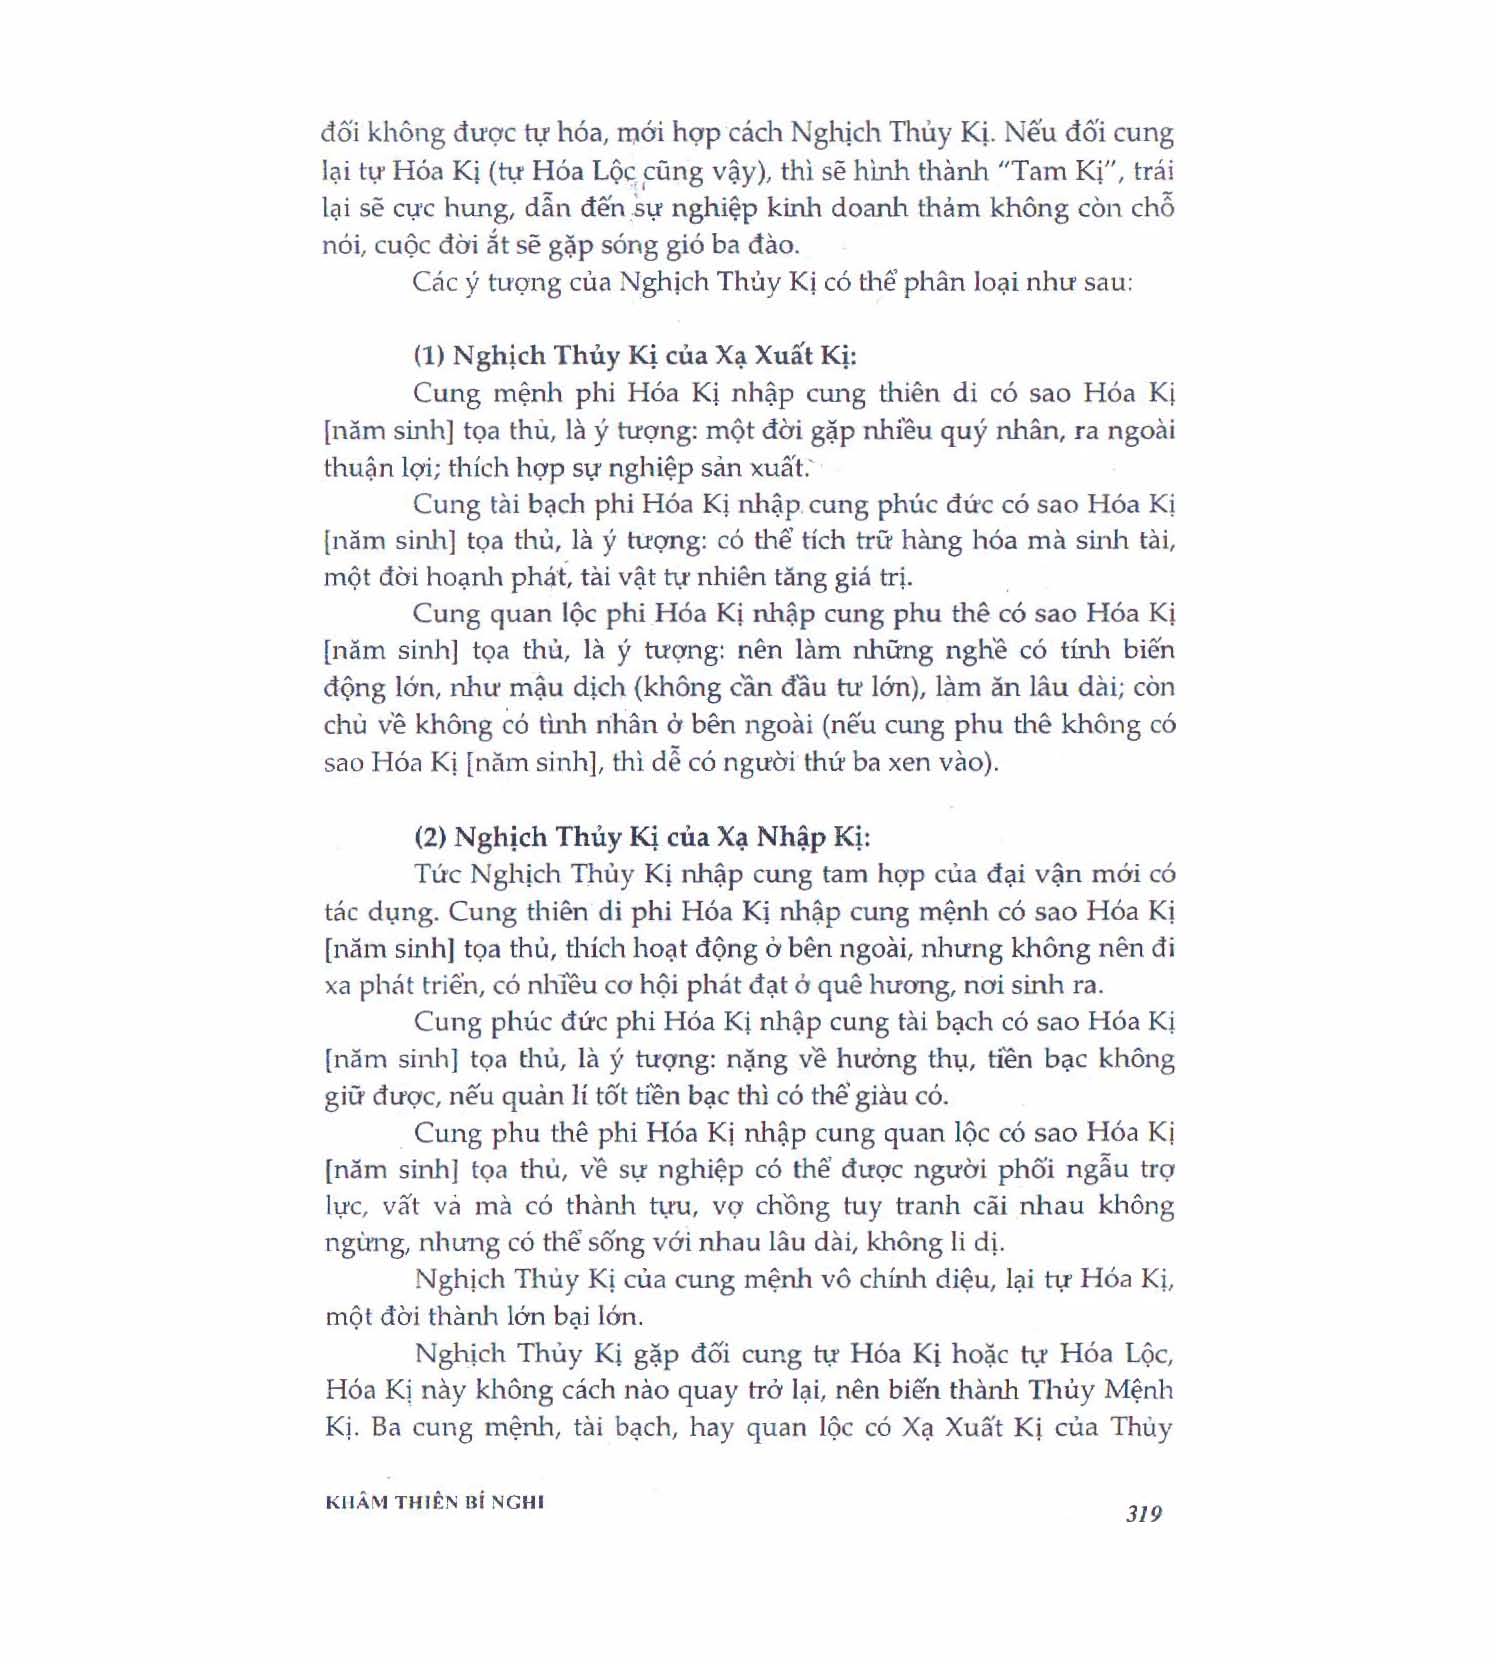 đối không được tự hóa, mới hợp cách Nghịch Thủy Kị. Nếu đối cung
lại tự Hóa Kị (tự Hóa Lộc cũng vậy), thì sẽ hình thành "Tam Kị", trái
lại sẽ cực hung, dẫn đến sự nghiệp kinh doanh thảm không còn chỗ
nói, cuộc đời ắt sẽ gặp sóng gió ba đào.
Các ý tượng của Nghịch Thủy Kị có thể phân loại như sau:
(1) Nghịch Thủy Kị của Xạ Xuất Kị:
Cung mệnh phi Hóa Kị nhập cung thiên di có sao Hóa Kị
[năm sinh] tọa thủ, là ý tượng: một đời gặp nhiều quý nhân, ra ngoài
thuận lợi; thích hợp sự nghiệp sản xuất.
Cung tài bạch phi Hóa Kị nhập cung phúc đức có sao Hóa Kị
[năm sinh] tọa thủ, là ý tượng: có thể tích trữ hàng hóa mà sinh tài,
một đời hoạnh phát, tài vật tự nhiên tăng giá trị.
Cung quan lộc phi Hóa Kị nhập cung phu thê có sao Hóa Kị
[năm sinh] tọa thủ, là ý tượng: nên làm những nghề có tính biến
động lớn, như mậu dịch (không cần đầu tư lớn), làm ăn lâu dài; còn
chủ về không có tình nhân ở bên ngoài (nếu cung phu thê không có
sao Hóa Kị [năm sinh], thì dễ có người thứ ba xen vào).
(2) Nghịch Thủy Kị của Xạ Nhập Kị:
Tức Nghịch Thủy Kị nhập cung tam hợp của đại vận mới có
tác dụng. Cung thiên di phi Hóa Kị nhập cung mệnh có sao Hóa Kị
[năm sinh] tọa thủ, thích hoạt động ở bên ngoài, nhưng không nên đi
xa phát triển, có nhiều cơ hội phát đạt ở quê hương, nơi sinh ra.
Cung phúc đức phi Hóa Kị nhập cung tài bạch có sao Hóa Kị
[năm sinh] tọa thủ, là ý tượng: nặng về hưởng thụ, tiền bạc không
giữ được, nếu quản lí tốt tiền bạc thì có thể giàu có.
Cung phu thê phi Hóa Kị nhập cung quan lộc có sao Hóa Kị
[năm sinh] tọa thủ, về sự nghiệp có thể được người phối ngẫu trợ
lực, vất vả mà có thành tựu, vợ chồng tuy tranh cãi nhau không
ngừng, nhưng có thể sống với nhau lâu dài, không li dị.
Nghịch Thủy Kị của cung mệnh vô chính diệu, lại tự Hóa Kị,
một đời thành lớn bại lớn.
Nghịch Thủy Kị gặp đối cung tự Hóa Kị hoặc tự Hóa Lộc,
Hóa Kị này không cách nào quay trở lại, nên biến thành Thủy Mệnh
Kị. Ba cung mệnh, tài bạch, hay quan lộc có Xạ Xuất Kị của Thủy
KHÂM THIÊN BÍ NGHI
319